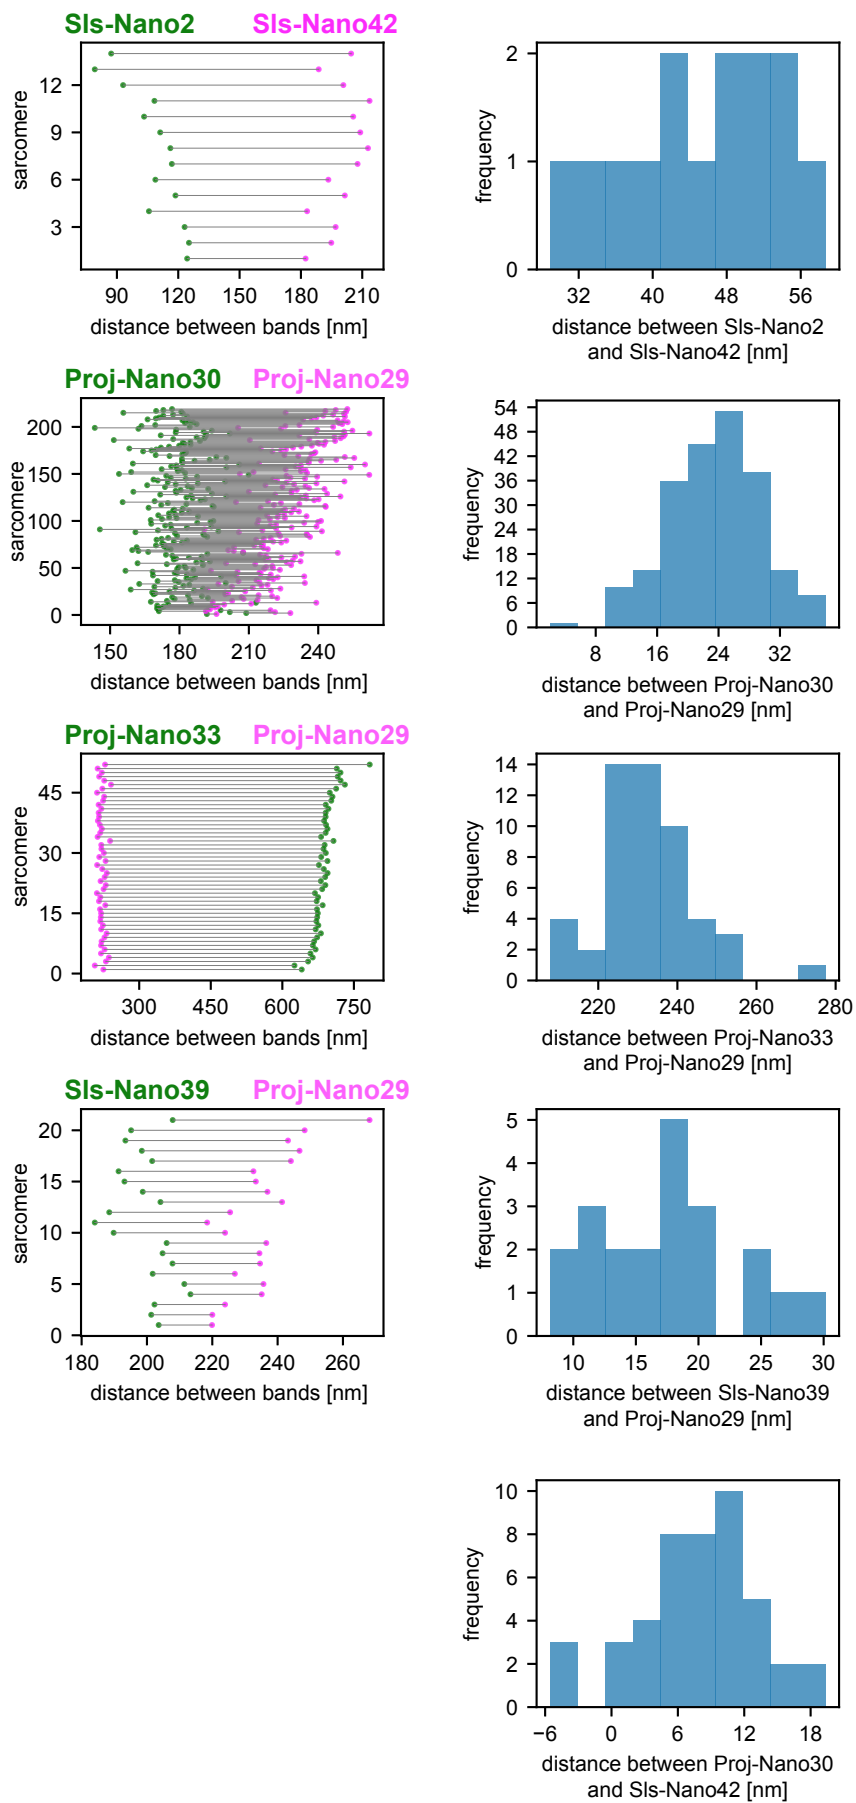 Sls-Nano2 Sls-Nano42
sarcomere
12
9
6
3
90 120 150 180 210
distance between bands [nm]
frequency
2
1
0
32 40 48 56
distance between Sls-Nano2
and Sls-Nano42 [nm]
Proj-Nano30 Proj-Nano29
sarcomere
200
150
100
50
0
150 180 210 240
distance between bands [nm]
frequency
54
48
42
36
30
24
18
12
6
0
8 16 24 32
distance between Proj-Nano30
and Proj-Nano29 [nm]
Proj-Nano33 Proj-Nano29
sarcomere
45
30
15
0
300 450 600 750
distance between bands [nm]
frequency
14
12
10
8
6
4
2
0
220 240 260 280
distance between Proj-Nano33
and Proj-Nano29 [nm]
Sls-Nano39 Proj-Nano29
sarcomere
20
15
10
5
0
180 200 220 240 260
distance between bands [nm]
frequency
5
4
3
2
1
0
10 15 20 25 30
distance between Sls-Nano39
and Proj-Nano29 [nm]
frequency
10
8
6
4
2
0
−6 0 6 12 18
distance between Proj-Nano30
and Sls-Nano42 [nm]